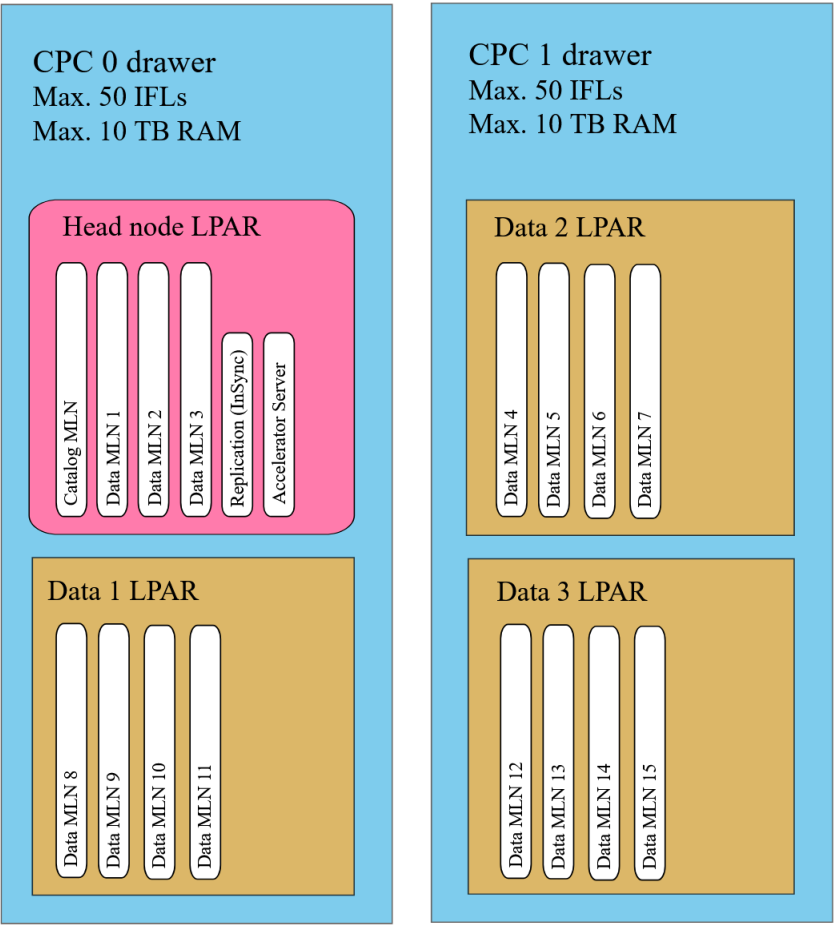 CPC 0 drawer
Max. 50 IFLs
Max. 10 TB RAM
Head node LPAR
Catalog MLN
Data MLN 1
Data MLN 2
Data MLN 3
Replication (InSync)
Accelerator Server
Data 1 LPAR
Data MLN 8
Data MLN 9
Data MLN 10
Data MLN 11
CPC 1 drawer
Max. 50 IFLs
Max. 10 TB RAM
Data 2 LPAR
Data MLN 4
Data MLN 5
Data MLN 6
Data MLN 7
Data 3 LPAR
Data MLN 12
Data MLN 13
Data MLN 14
Data MLN 15